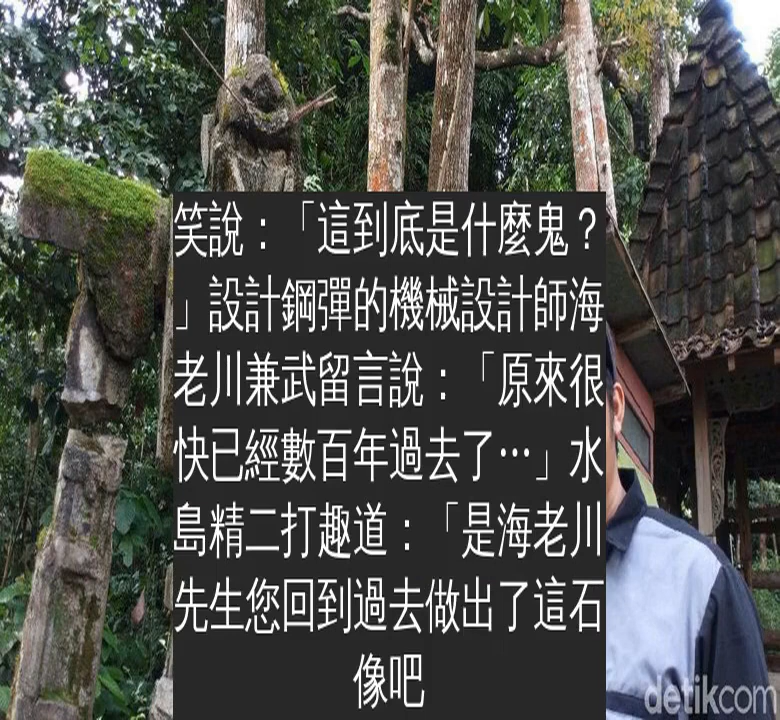 笑說：「這到底是什麼鬼？
」設計鋼彈的機械設計師海
老川兼武留言說：「原來很
快已經數百年過去了…」水
島精二打趣道：「是海老川
先生您回到過去做出了這石
像吧
detikcom